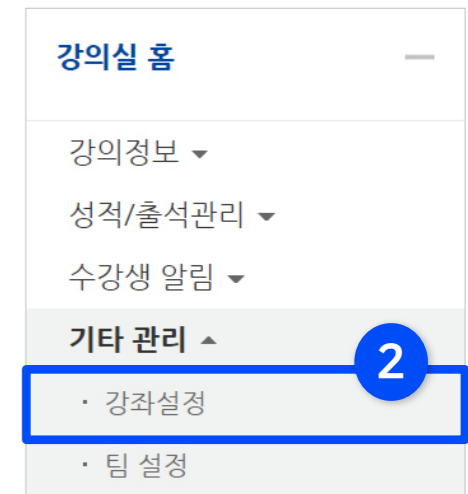 강의실 홈
강의정보
성적/출석관리
수강생 알림
기타 관리
2
· 강좌설정
· 팀 설정